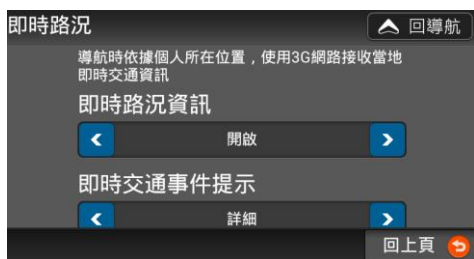 即時路況
回導航
導航時依據個人所在位置，使用3G網路接收當地
即時交通資訊
即時路況資訊
開啟
即時交通事件提示
詳細
回上頁